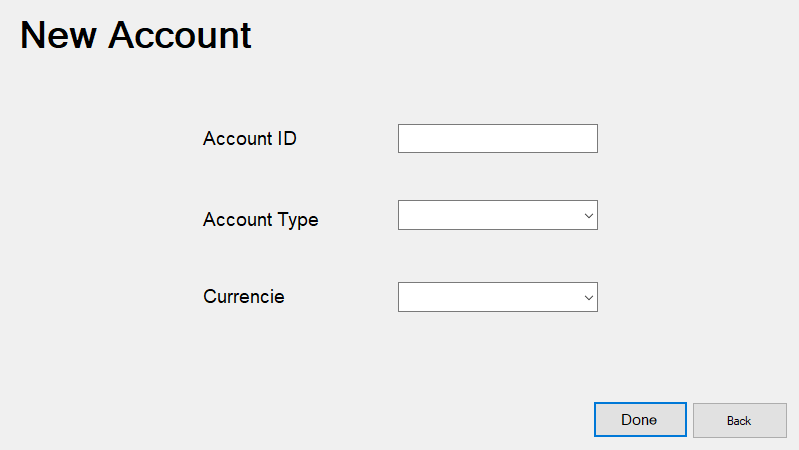 New Account
Account ID
Account Type
Currencie
Done
Back